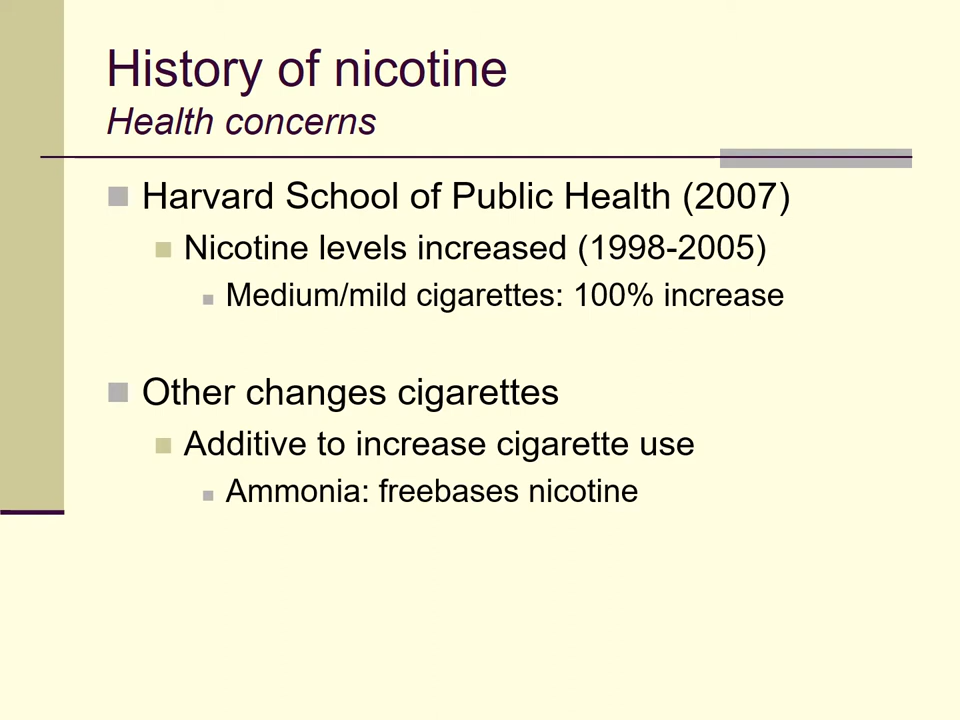 History of nicotine
Health concerns
Harvard School of Public Health (2007)
Nicotine levels increased (1998-2005)
Medium/mild cigarettes: 100% increase
Other changes cigarettes
Additive to increase cigarette use
Ammonia: freebases nicotine